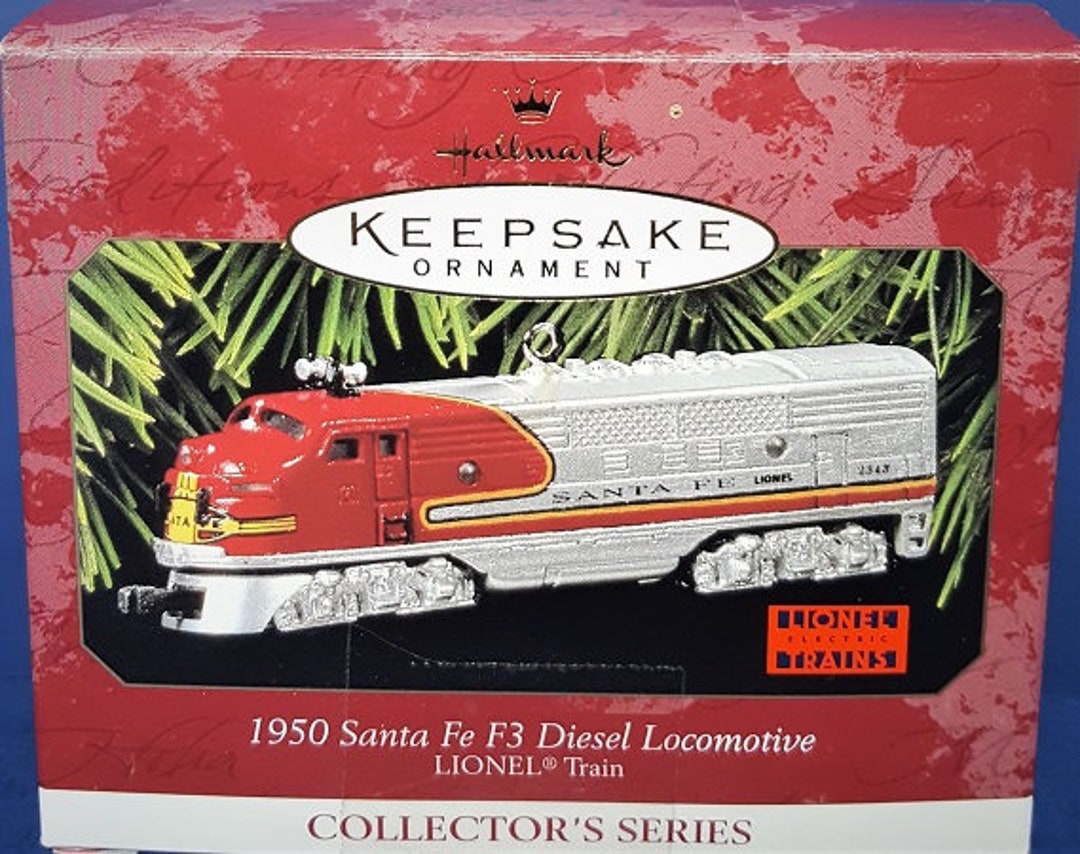 Hallmark
KEEPSAKE
ORNAMENT
SANTA FE LIONEL 2343
LIONEL
ELECTRIC
TRAINS
1950 Santa Fe F3 Diesel Locomotive
LIONEL® Train
COLLECTOR'S SERIES